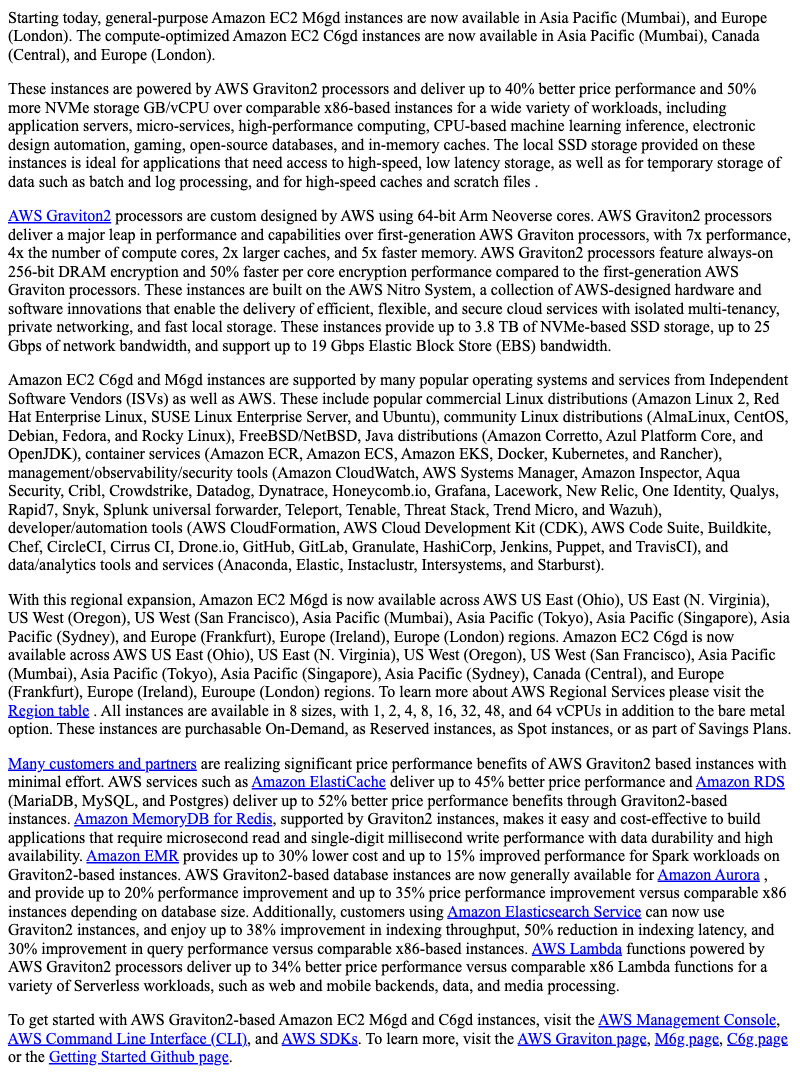 Starting today, general-purpose Amazon EC2 M6gd instances are now available in Asia Pacific (Mumbai), and Europe
(London). The compute-optimized Amazon EC2 C6gd instances are now available in Asia Pacific (Mumbai), Canada
(Central), and Europe (London).
These instances are powered by AWS Graviton2 processors and deliver up to 40% better price performance and 50%
more NVMe storage GB/vCPU over comparable x86-based instances for a wide variety of workloads, including
application servers, micro-services, high-performance computing, CPU-based machine learning inference, electronic
design automation, gaming, open-source databases, and in-memory caches. The local SSD storage provided on these
instances is ideal for applications that need access to high-speed, low latency storage, as well as for temporary storage of
data such as batch and log processing, and for high-speed caches and scratch files .
AWS Graviton2 processors are custom designed by AWS using 64-bit Arm Neoverse cores. AWS Graviton2 processors
deliver a major leap in performance and capabilities over first-generation AWS Graviton processors, with 7x performance,
4x the number of compute cores, 2x larger caches, and 5x faster memory. AWS Graviton2 processors feature always-on
256-bit DRAM encryption and 50% faster per core encryption performance compared to the first-generation AWS
Graviton processors. These instances are built on the AWS Nitro System, a collection of AWS-designed hardware and
software innovations that enable the delivery of efficient, flexible, and secure cloud services with isolated multi-tenancy,
private networking, and fast local storage. These instances provide up to 3.8 TB of NVMe-based SSD storage, up to 25
Gbps of network bandwidth, and support up to 19 Gbps Elastic Block Store (EBS) bandwidth.
Amazon EC2 C6gd and M6gd instances are supported by many popular operating systems and services from Independent
Software Vendors (ISVs) as well as AWS. These include popular commercial Linux distributions (Amazon Linux 2, Red
Hat Enterprise Linux, SUSE Linux Enterprise Server, and Ubuntu), community Linux distributions (AlmaLinux, CentOS,
Debian, Fedora, and Rocky Linux), FreeBSD/NetBSD, Java distributions (Amazon Corretto, Azul Platform Core, and
OpenJDK), container services (Amazon ECR, Amazon ECS, Amazon EKS, Docker, Kubernetes, and Rancher),
management/observability/security tools (Amazon CloudWatch, AWS Systems Manager, Amazon Inspector, Aqua
Security, Cribl, Crowdstrike, Datadog, Dynatrace, Honeycomb.io, Grafana, Lacework, New Relic, One Identity, Qualys,
Rapid7, Snyk, Splunk universal forwarder, Teleport, Tenable, Threat Stack, Trend Micro, and Wazuh),
developer/automation tools (AWS CloudFormation, AWS Cloud Development Kit (CDK), AWS Code Suite, Buildkite,
Chef, CircleCI, Cirrus CI, Drone.io, GitHub, GitLab, Granulate, HashiCorp, Jenkins, Puppet, and TravisCI), and
data/analytics tools and services (Anaconda, Elastic, Instaclustr, Intersystems, and Starburst).
With this regional expansion, Amazon EC2 M6gd is now available across AWS US East (Ohio), US East (N. Virginia),
US West (Oregon), US West (San Francisco), Asia Pacific (Mumbai), Asia Pacific (Tokyo), Asia Pacific (Singapore), Asia
Pacific (Sydney), and Europe (Frankfurt), Europe (Ireland), Europe (London) regions. Amazon EC2 C6gd is now
available across AWS US East (Ohio), US East (N. Virginia), US West (Oregon), US West (San Francisco), Asia Pacific
(Mumbai), Asia Pacific (Tokyo), Asia Pacific (Singapore), Asia Pacific (Sydney), Canada (Central), and Europe
(Frankfurt), Europe (Ireland), Euroupe (London) regions. To learn more about AWS Regional Services please visit the
Region table . All instances are available in 8 sizes, with 1, 2, 4, 8, 16, 32, 48, and 64 vCPUs in addition to the bare metal
option. These instances are purchasable On-Demand, as Reserved instances, as Spot instances, or as part of Savings Plans.
Many customers and partners are realizing significant price performance benefits of AWS Graviton2 based instances with
minimal effort. AWS services such as Amazon ElastiCache deliver up to 45% better price performance and Amazon RDS
(MariaDB, MySQL, and Postgres) deliver up to 52% better price performance benefits through Graviton2-based
instances. Amazon MemoryDB for Redis, supported by Graviton2 instances, makes it easy and cost-effective to build
applications that require microsecond read and single-digit millisecond write performance with data durability and high
availability. Amazon EMR provides up to 30% lower cost and up to 15% improved performance for Spark workloads on
Graviton2-based instances. AWS Graviton2-based database instances are now generally available for Amazon Aurora ,
and provide up to 20% performance improvement and up to 35% price performance improvement versus comparable x86
instances depending on database size. Additionally, customers using Amazon Elasticsearch Service can now use
Graviton2 instances, and enjoy up to 38% improvement in indexing throughput, 50% reduction in indexing latency, and
30% improvement in query performance versus comparable x86-based instances. AWS Lambda functions powered by
AWS Graviton2 processors deliver up to 34% better price performance versus comparable x86 Lambda functions for a
variety of Serverless workloads, such as web and mobile backends, data, and media processing.
To get started with AWS Graviton2-based Amazon EC2 M6gd and C6gd instances, visit the AWS Management Console,
AWS Command Line Interface (CLI), and AWS SDKs. To learn more, visit the AWS Graviton page, M6g page, C6g page
or the Getting Started Github page.